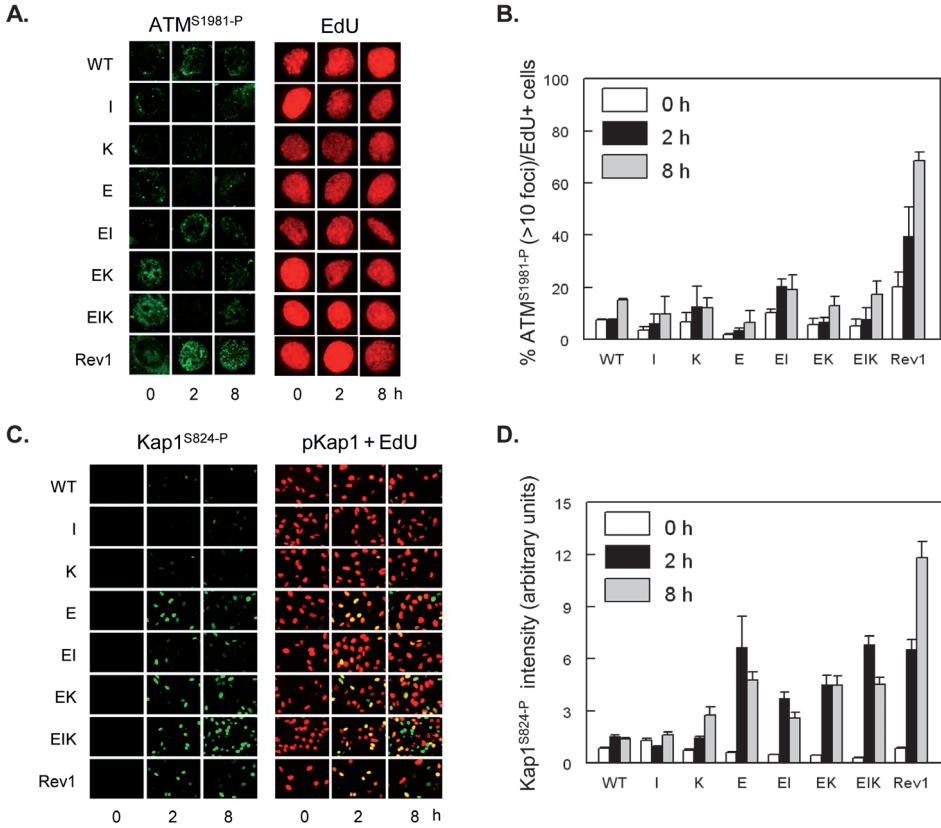 A.
ATM^S1981-P EdU
WT
I
K
E
EI
EK
EIK
Rev1
0 2 8 0 2 8 h
B.
% ATM^S1981-P (>10 foci)/EdU+ cells
100
80
60
40
20
0
0 h
2 h
8 h
WT I K E EI EK EIK Rev1
C.
Kap1^S824-P pKap1 + EdU
WT
I
K
E
EI
EK
EIK
Rev1
0 2 8 0 2 8 h
D.
Kap1^S824-P intensity (arbitrary units)
15
12
9
6
3
0
0 h
2 h
8 h
WT I K E EI EK EIK Rev1